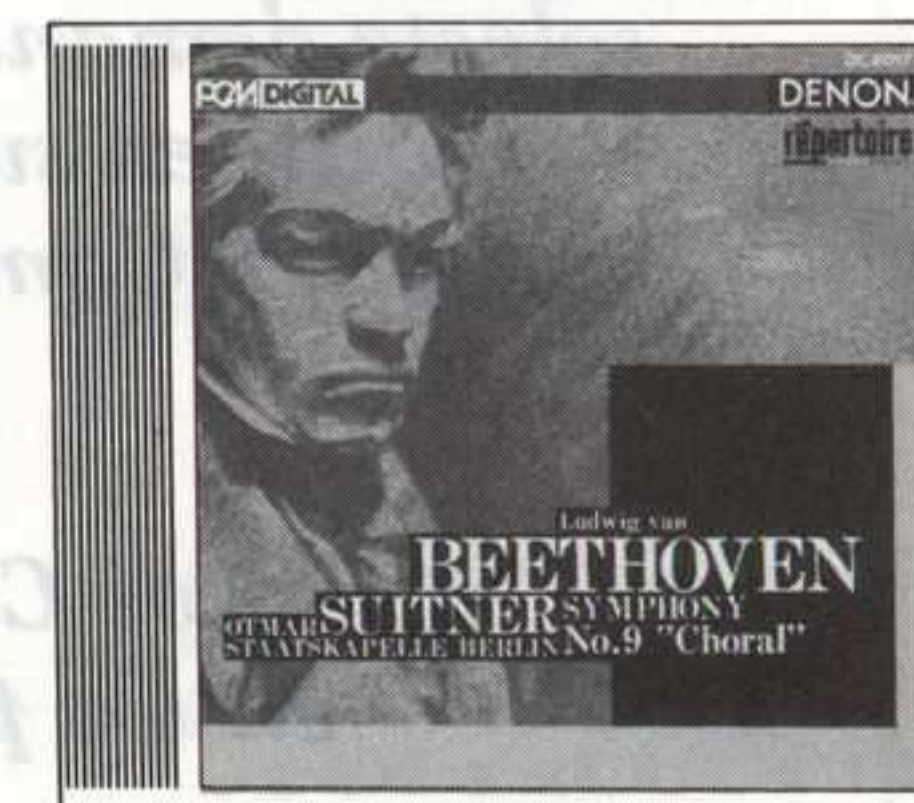 PCM DIGITAL
DENON
répertoire
Ludwig van
BEETHOVEN
OTMAR SUITNER SYMPHONY
STAATSKAPELLE BERLIN No.9 "Choral"